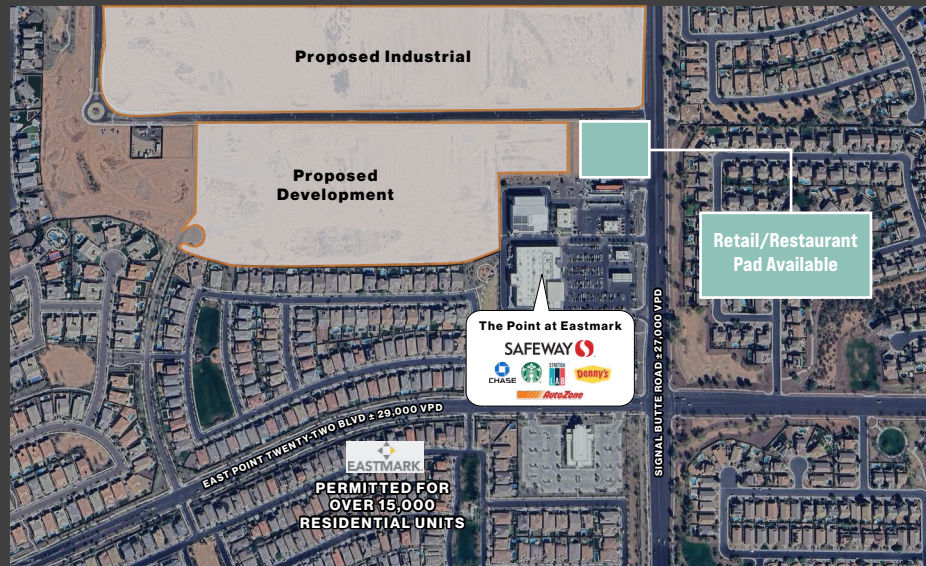 Proposed Industrial
Proposed
Development
Retail/Restaurant
Pad Available
The Point at Eastmark
SAFEWAY
CHASE
STRETCH
LAB
Denny's
AutoZone
SIGNAL BUTTE ROAD ±27,000 VPD
EAST POINT TWENTY-TWO BLVD ± 29,000 VPD
EASTMARK
PERMITTED FOR
OVER 15,000
RESIDENTIAL UNITS